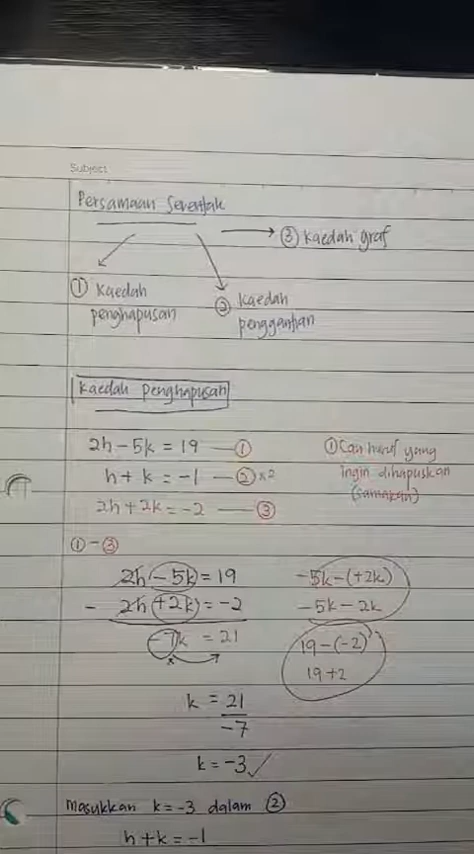 Subject
Persamaan Serentak
③ Kaedah graf
① Kaedah
penghapusan
② Kaedah
penggantian
Kaedah Penghapusan
2h - 5k = 19 — ①
h + k = -1 — ② ×2
2h + 2k = -2 — ③
① Cari huruf yang
ingin dihapuskan
(samakan)
① - ③
2h - 5k = 19
- 2h + 2k = -2
-7k = 21
-5k - (+2k)
-5k - 2k
19 - (-2)
19 + 2
k = 21
-7
k = -3 ✓
Masukkan k = -3 dalam ②
h + k = -1